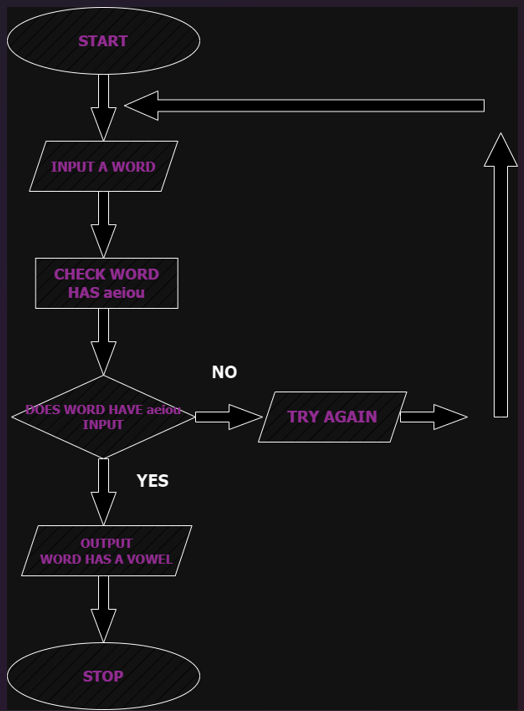 START
INPUT A WORD
CHECK WORD
HAS aeiou
NO
DOES WORD HAVE aeiou
INPUT
TRY AGAIN
YES
OUTPUT
WORD HAS A VOWEL
STOP